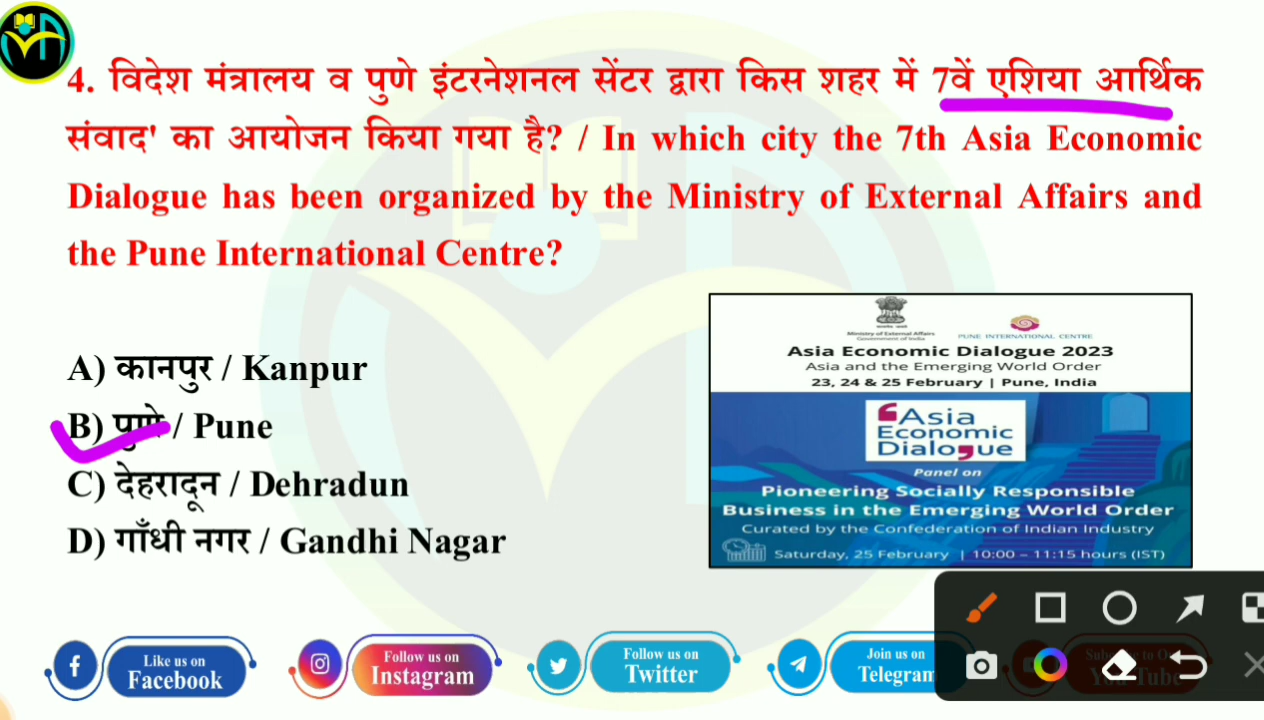 4. विदेश मंत्रालय व पुणे इंटरनेशनल सेंटर द्वारा किस शहर में 7वें एशिया आर्थिक
संवाद' का आयोजन किया गया है? / In which city the 7th Asia Economic
Dialogue has been organized by the Ministry of External Affairs and
the Pune International Centre?
A) कानपुर / Kanpur
B) पुणे / Pune
C) देहरादून / Dehradun
D) गाँधी नगर / Gandhi Nagar
Ministry of External Affairs
Government of India
PUNE INTERNATIONAL CENTRE
Asia Economic Dialogue 2023
Asia and the Emerging World Order
23, 24 & 25 February | Pune, India
Asia
Economic
Dialogue
Panel on
Pioneering Socially Responsible
Business in the Emerging World Order
Curated by the Confederation of Indian Industry
Saturday, 25 February | 10:00 – 11:15 hours (IST)
Like us on
Facebook
Follow us on
Instagram
Follow us on
Twitter
Join us on
Telegram